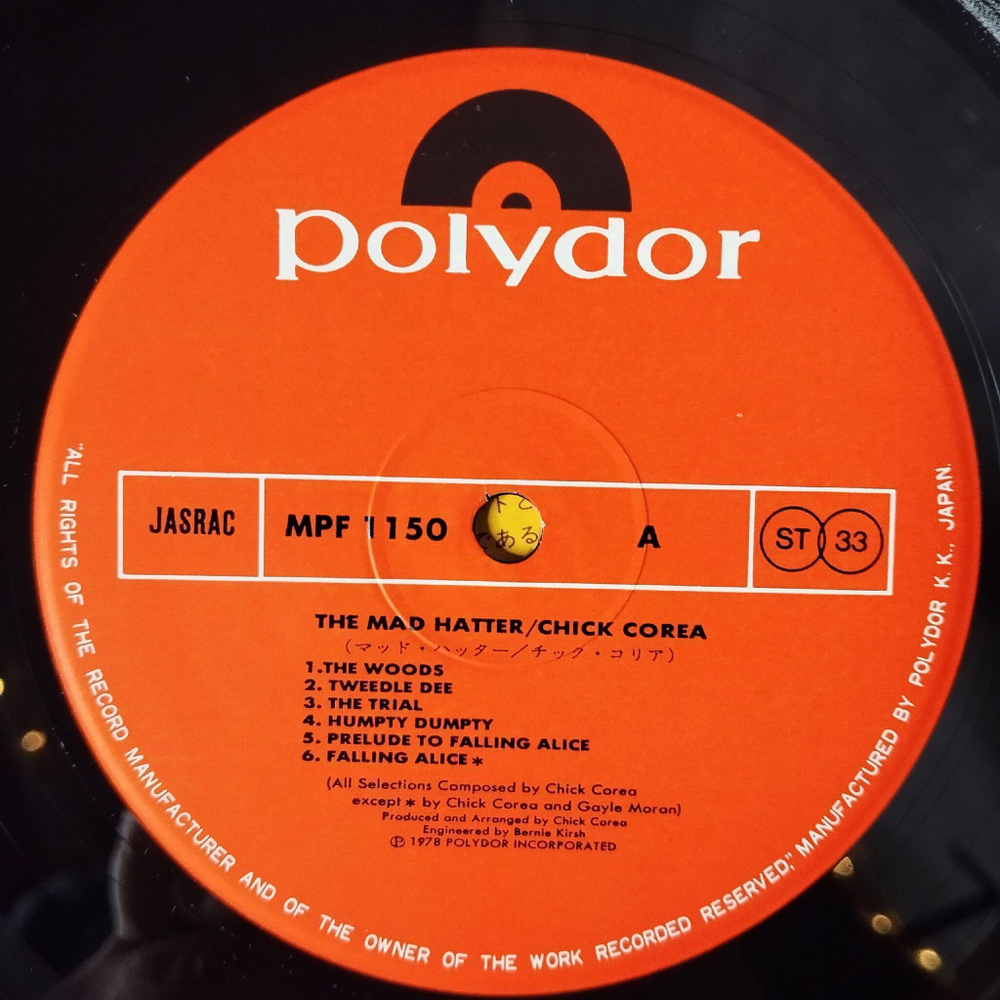 polydor
JASRAC
MPF 1150
A
ST 33
THE MAD HATTER/CHICK COREA
(マッド・ハッター/チック・コリア)
1.THE WOODS
2. TWEEDLE DEE
3. THE TRIAL
4. HUMPTY DUMPTY
5. PRELUDE TO FALLING ALICE
6. FALLING ALICE *
(All Selections Composed by Chick Corea
except * by Chick Corea and Gayle Moran)
Produced and Arranged by Chick Corea
Engineered by Bernie Kirsh
Ⓟ 1978 POLYDOR INCORPORATED
"ALL RIGHTS OF THE RECORD MANUFACTURER AND OF THE OWNER OF THE WORK RECORDED RESERVED," MANUFACTURED BY POLYDOR K. K., JAPAN.